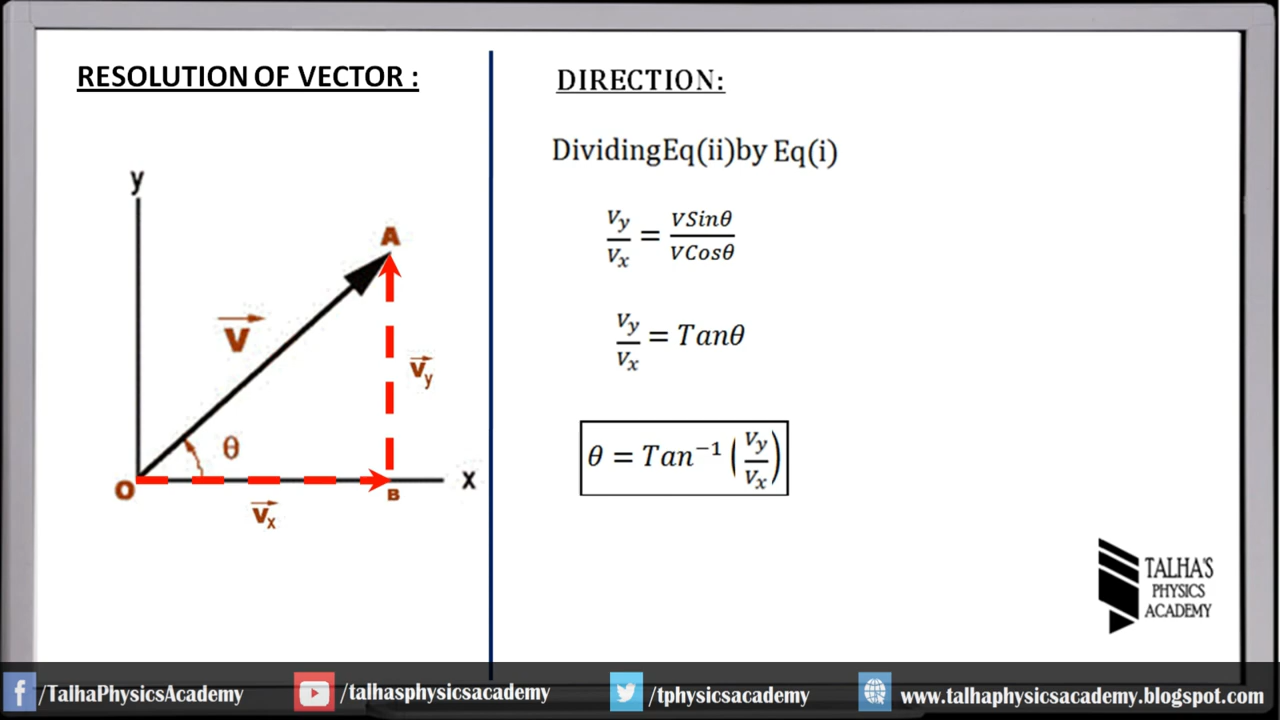 RESOLUTION OF VECTOR :
y
A
V
Vy
θ
O
Vx
B
X
DIRECTION:
DividingEq(ii)by Eq(i)
Vy/Vx = VSinθ/VCosθ
Vy/Vx = Tanθ
θ = Tan⁻¹ (Vy/Vx)
TALHA'S
PHYSICS
ACADEMY
/TalhaPhysicsAcademy
/talhasphysicsacademy
/tphysicsacademy
www.talhaphysicsacademy.blogspot.com